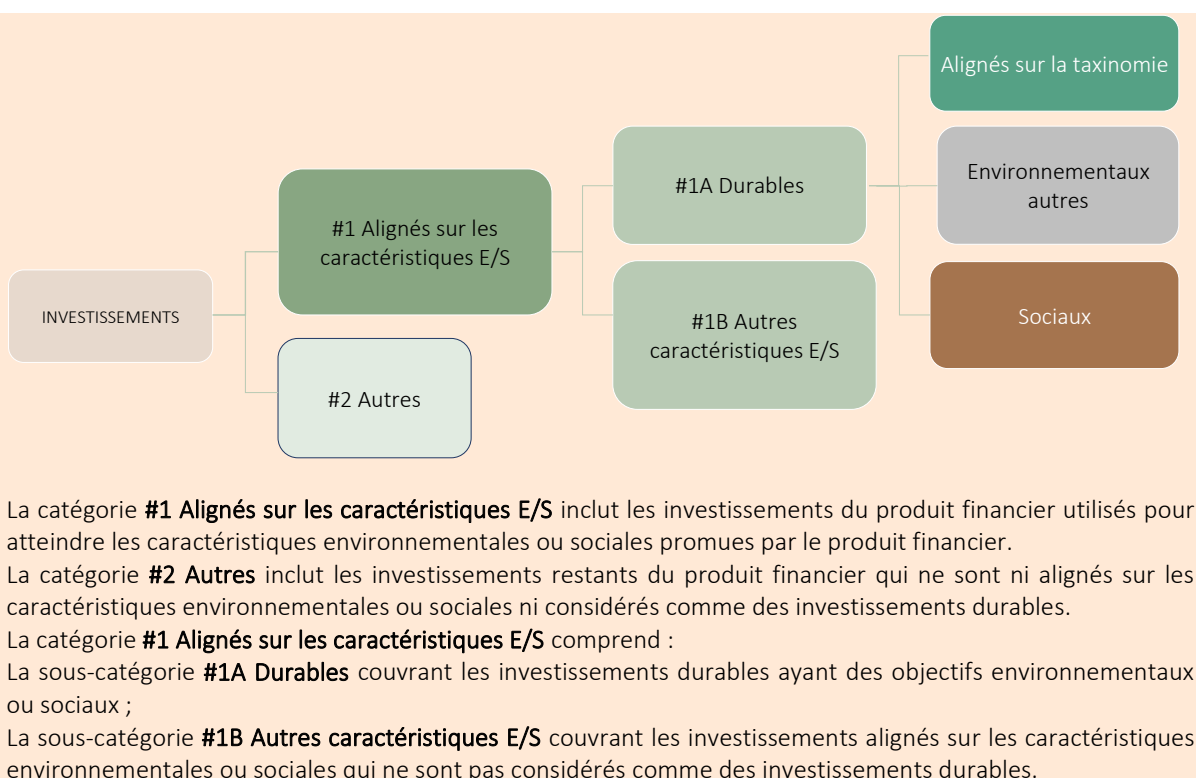 Alignés sur la taxinomie
#1A Durables
Environnementaux
autres
#1 Alignés sur les
caractéristiques E/S
INVESTISSEMENTS
#1B Autres
caractéristiques E/S
Sociaux
#2 Autres
La catégorie #1 Alignés sur les caractéristiques E/S inclut les investissements du produit financier utilisés pour
atteindre les caractéristiques environnementales ou sociales promues par le produit financier.
La catégorie #2 Autres inclut les investissements restants du produit financier qui ne sont ni alignés sur les
caractéristiques environnementales ou sociales ni considérés comme des investissements durables.
La catégorie #1 Alignés sur les caractéristiques E/S comprend :
La sous-catégorie #1A Durables couvrant les investissements durables ayant des objectifs environnementaux
ou sociaux ;
La sous-catégorie #1B Autres caractéristiques E/S couvrant les investissements alignés sur les caractéristiques
environnementales ou sociales qui ne sont pas considérés comme des investissements durables.